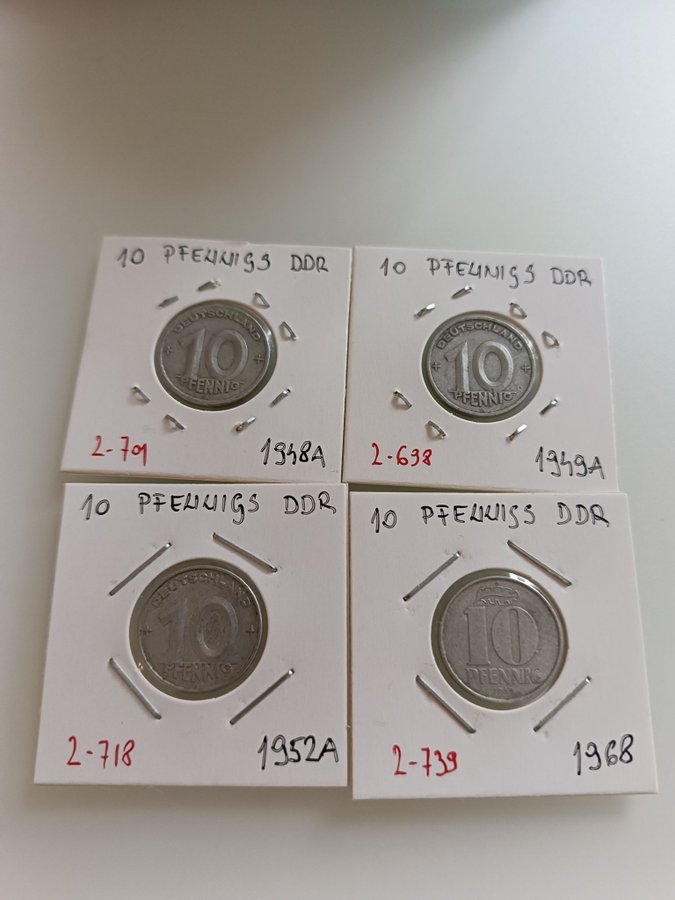 10 PFENNIGS DDR
DEUTSCHLAND
10
PFENNIG
2-701
1948A
10 PFENNIGS DDR
DEUTSCHLAND
10
PFENNIG
2-698
1949A
10 PFENNIGS DDR
DEUTSCHLAND
10
PFENNIG
2-718
1952A
10 PFENNIGS DDR
10
PFENNIG
2-739
1968